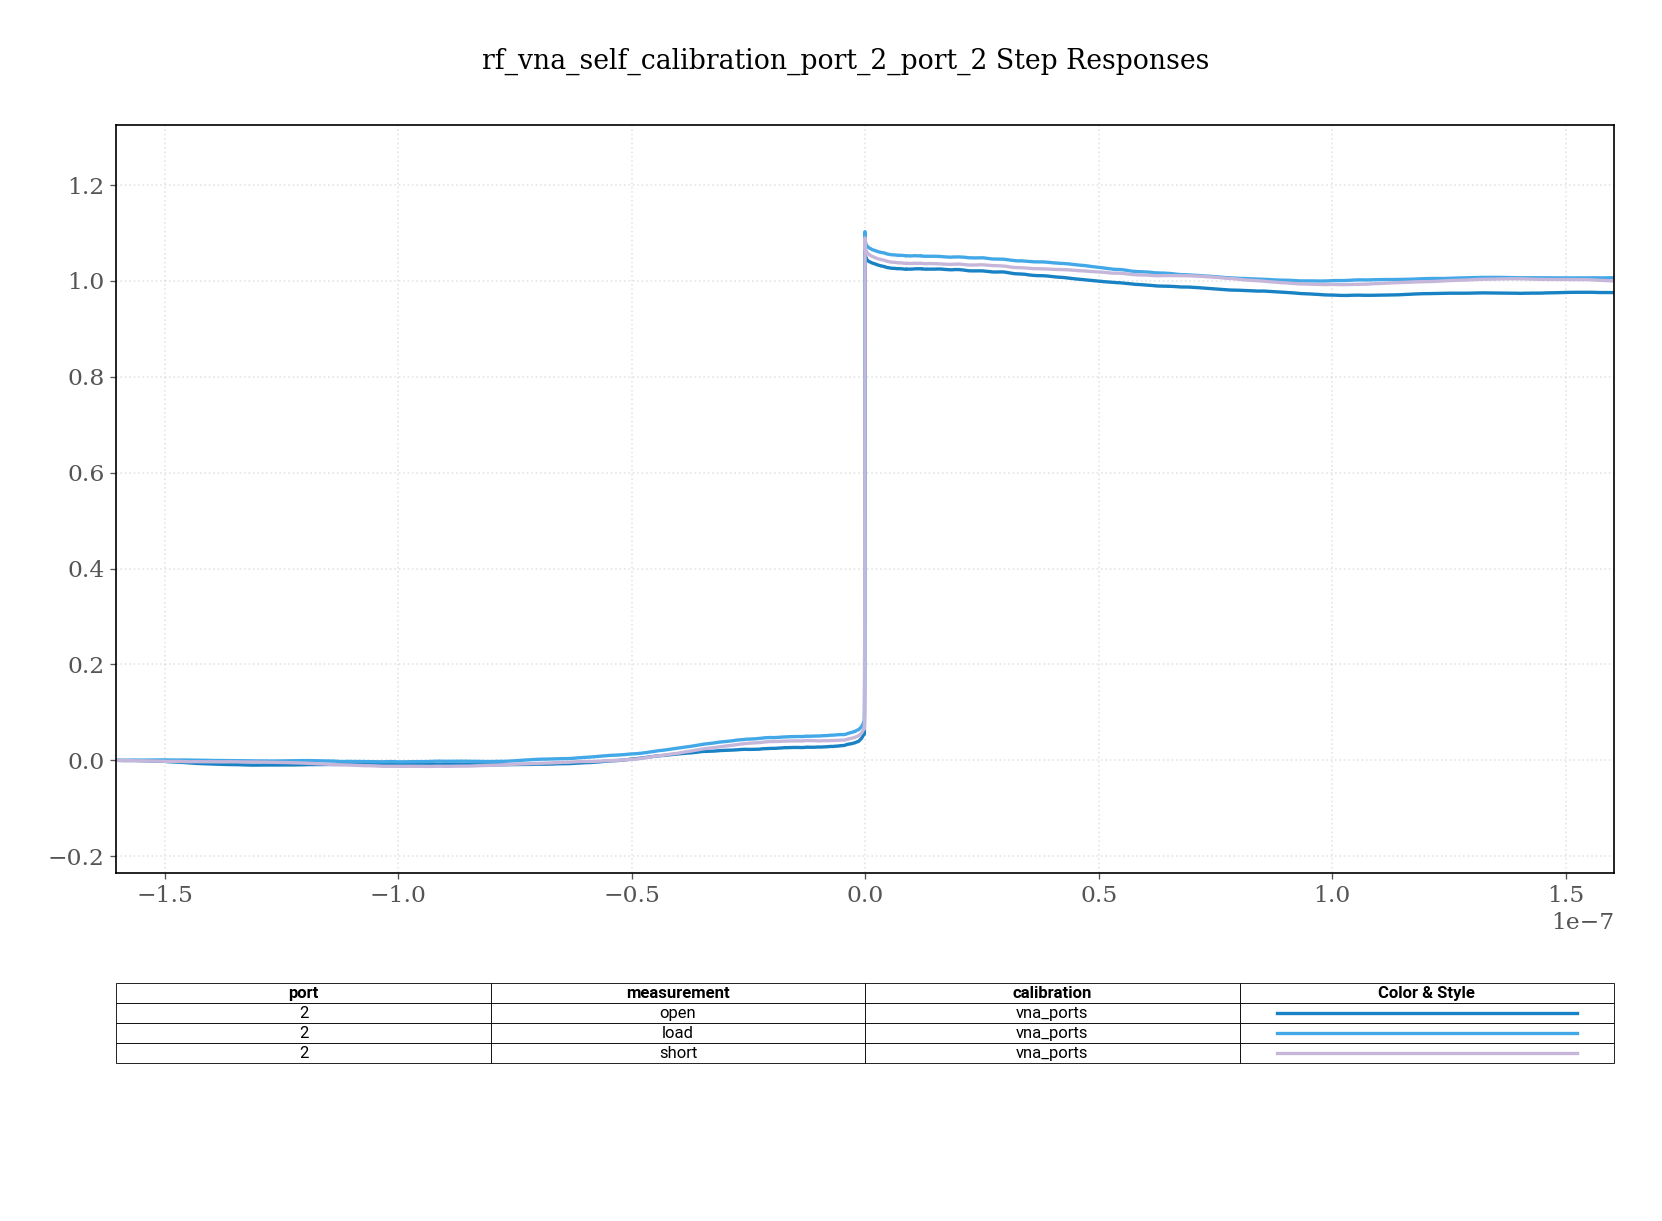 rf_vna_self_calibration_port_2_port_2 Step Responses
1.2
1.0
0.8
0.6
0.4
0.2
0.0
−0.2
−1.5 −1.0 −0.5 0.0 0.5 1.0 1.5
1e−7
port measurement calibration Color & Style
2 open vna_ports
2 load vna_ports
2 short vna_ports